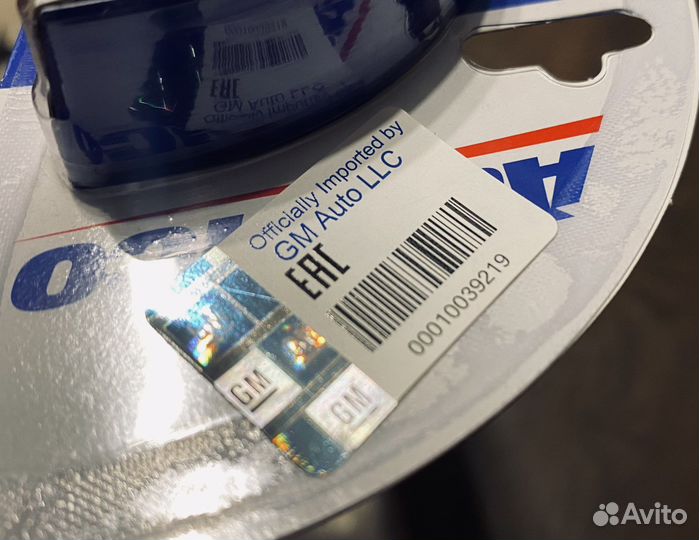 Officially Imported by
GM Auto LLC
EAC
00010039219
GM
GM
Avito